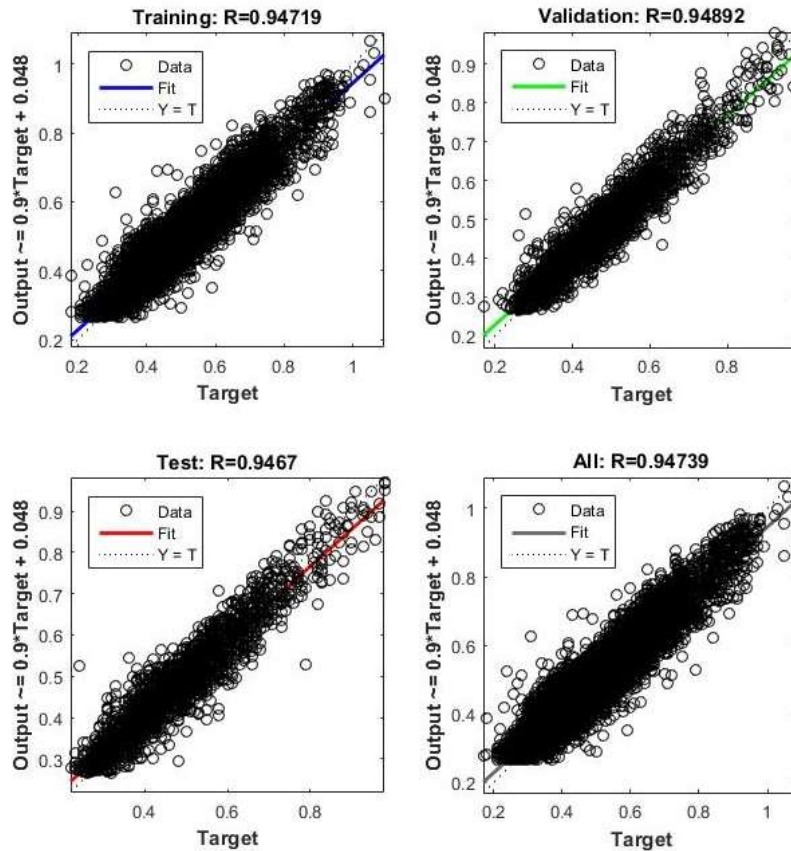 Training: R=0.94719
Output ~= 0.9*Target + 0.048
1
0.8
0.6
0.4
0.2
Data
Fit
Y = T
0.2 0.4 0.6 0.8 1
Target
Validation: R=0.94892
Output ~= 0.9*Target + 0.048
0.9
0.8
0.7
0.6
0.5
0.4
0.3
0.2
Data
Fit
Y = T
0.2 0.4 0.6 0.8
Target
Test: R=0.9467
Output ~= 0.9*Target + 0.048
0.9
0.8
0.7
0.6
0.5
0.4
0.3
Data
Fit
Y = T
0.4 0.6 0.8
Target
All: R=0.94739
Output ~= 0.9*Target + 0.048
1
0.8
0.6
0.4
0.2
Data
Fit
Y = T
0.2 0.4 0.6 0.8 1
Target